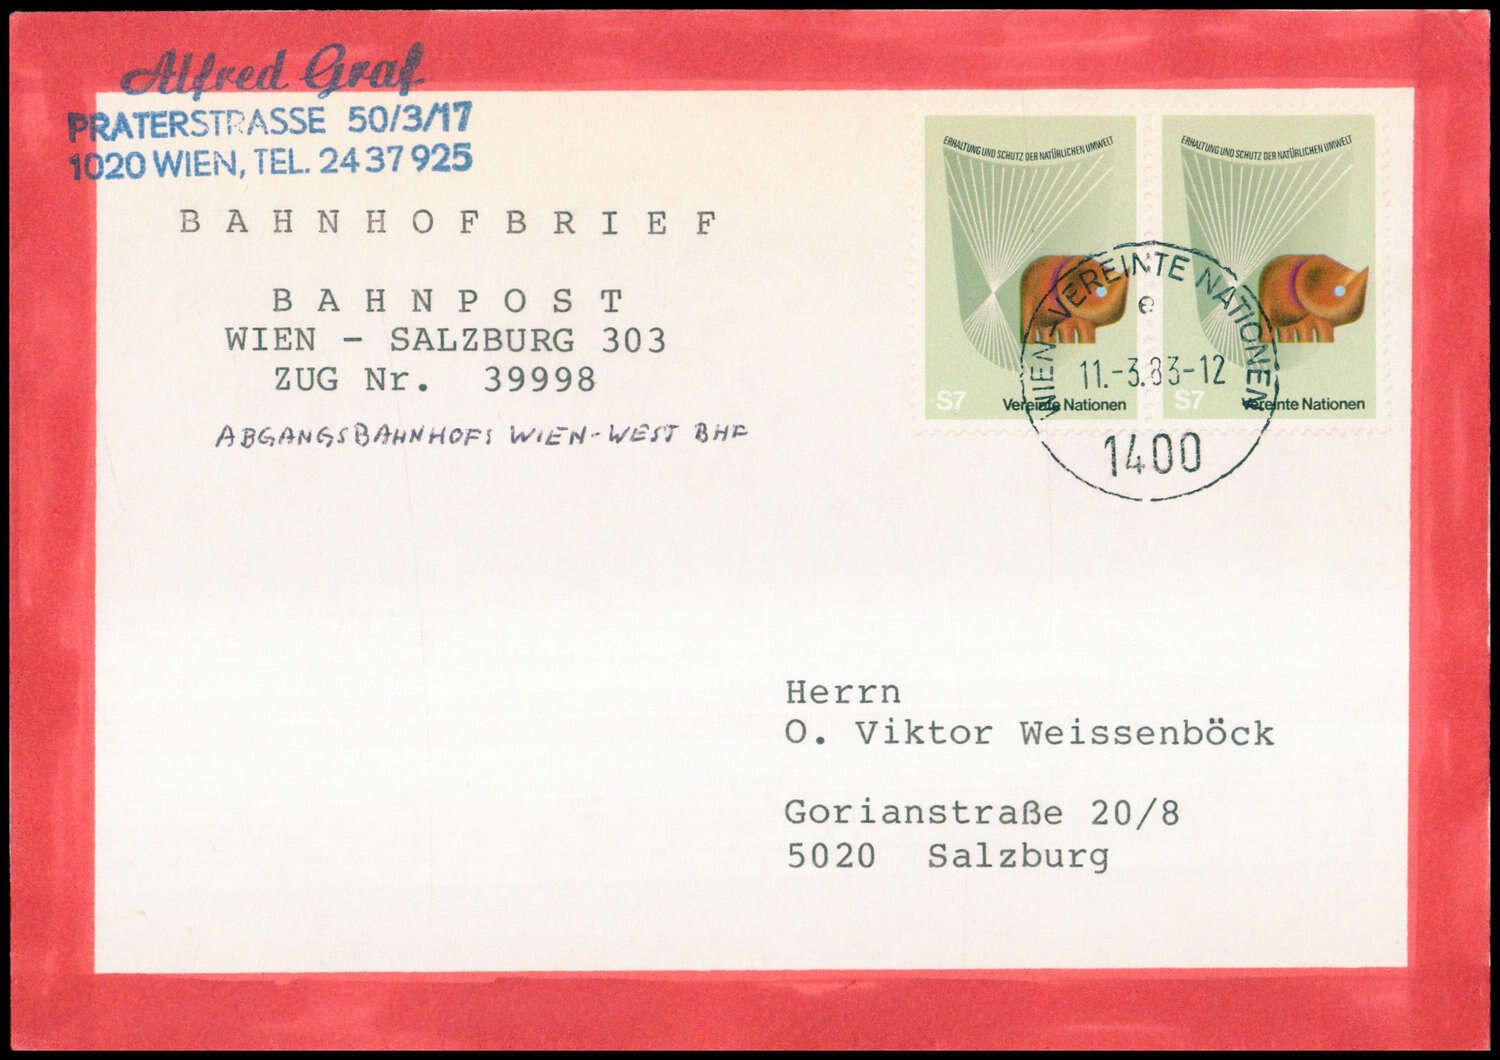 Alfred Graf
PRATERSTRASSE 50/3/17
1020 WIEN, TEL. 24 37 925
BAHNHOFBRIEF
BAHNPOST
WIEN - SALZBURG 303
ZUG Nr. 39998
ABGANGSBAHNHOF: WIEN-WEST BHF
ERHALTUNG UND SCHUTZ DER NATÜRLICHEN UMWELT
S7 Vereinte Nationen
ERHALTUNG UND SCHUTZ DER NATÜRLICHEN UMWELT
S7 Vereinte Nationen
WIEN-VEREINTE NATIONEN
e
11.-3.83-12
1400
Herrn
O. Viktor Weissenböck
Gorianstraße 20/8
5020 Salzburg